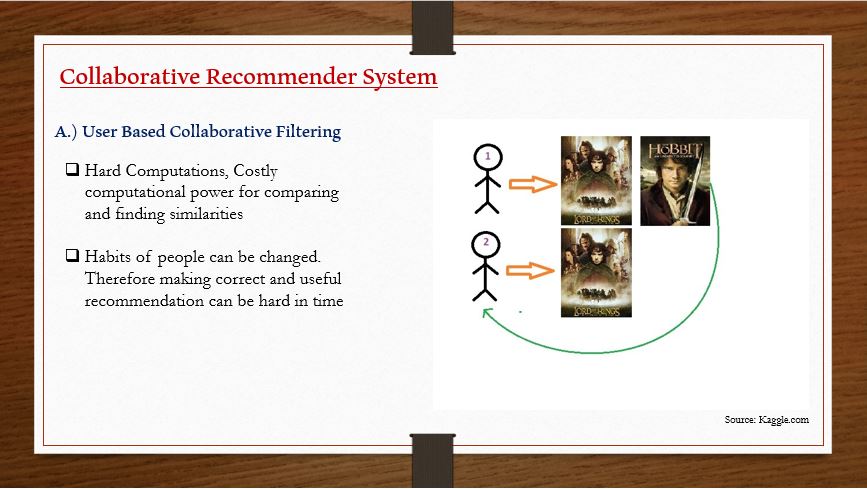 Collaborative Recommender System
A.) User Based Collaborative Filtering
Hard Computations, Costly
computational power for comparing
and finding similarities
Habits of people can be changed.
Therefore making correct and useful
recommendation can be hard in time
1
HOBBIT
LORD OF THE RINGS
2
LORD OF THE RINGS
Source: Kaggle.com